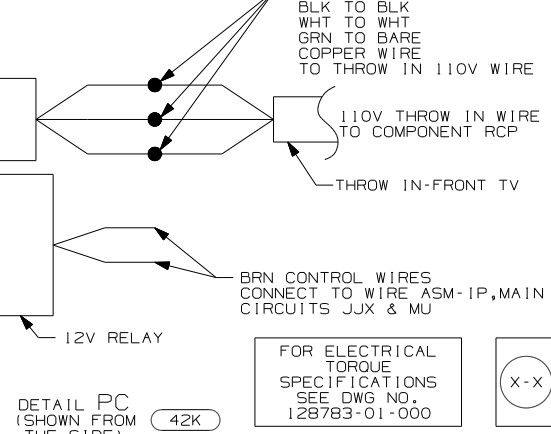 BLK TO BLK
WHT TO WHT
GRN TO BARE
COPPER WIRE
TO THROW IN 110V WIRE
110V THROW IN WIRE
TO COMPONENT RCP
THROW IN-FRONT TV
BRN CONTROL WIRES
CONNECT TO WIRE ASM-IP,MAIN
CIRCUITS JJX & MU
12V RELAY
FOR ELECTRICAL
TORQUE
SPECIFICATIONS
SEE DWG NO.
128783-01-000
X-X
DETAIL PC
(SHOWN FROM
THE SIDE)
42K